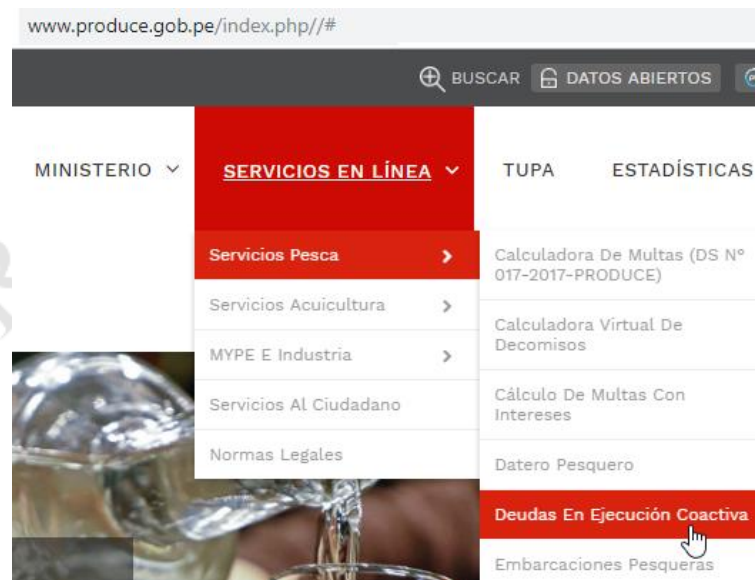 www.produce.gob.pe/index.php//#
BUSCAR DATOS ABIERTOS
MINISTERIO SERVICIOS EN LÍNEA TUPA ESTADÍSTICAS
Servicios Pesca
Servicios Acuicultura
MYPE E Industria
Servicios Al Ciudadano
Normas Legales
Calculadora De Multas (DS N°
017-2017-PRODUCE)
Calculadora Virtual De
Decomisos
Cálculo De Multas Con
Intereses
Datero Pesquero
Deudas En Ejecución Coactiva
Embarcaciones Pesqueras